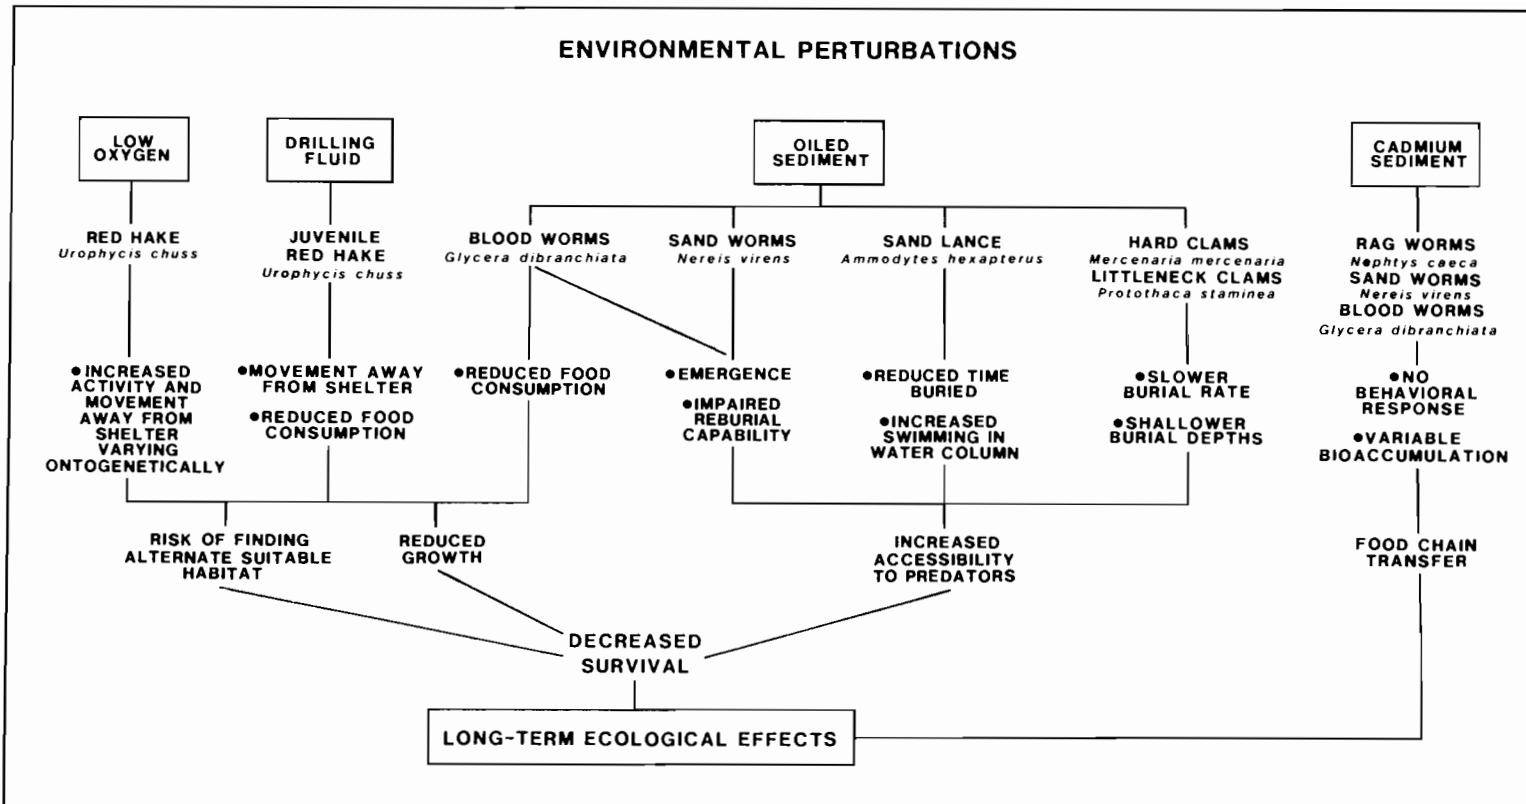 ENVIRONMENTAL PERTURBATIONS
LOW
OXYGEN
DRILLING
FLUID
OILED
SEDIMENT
CADMIUM
SEDIMENT
RED HAKE
Urophycis chuss
JUVENILE
RED HAKE
Urophycis chuss
BLOOD WORMS
Glycera dibranchiata
SAND WORMS
Nereis virens
SAND LANCE
Ammodytes hexapterus
HARD CLAMS
Mercenaria mercenaria
LITTLENECK CLAMS
Protothaca staminea
RAG WORMS
Nephtys caeca
SAND WORMS
Nereis virens
BLOOD WORMS
Glycera dibranchiata
●INCREASED
ACTIVITY AND
MOVEMENT
AWAY FROM
SHELTER
VARYING
ONTOGENETICALLY
●MOVEMENT AWAY
FROM SHELTER
●REDUCED FOOD
CONSUMPTION
●REDUCED FOOD
CONSUMPTION
●EMERGENCE
●IMPAIRED
REBURIAL
CAPABILITY
●REDUCED TIME
BURIED
●INCREASED
SWIMMING IN
WATER COLUMN
●SLOWER
BURIAL RATE
●SHALLOWER
BURIAL DEPTHS
●NO
BEHAVIORAL
RESPONSE
●VARIABLE
BIOACCUMULATION
RISK OF FINDING
ALTERNATE SUITABLE
HABITAT
REDUCED
GROWTH
INCREASED
ACCESSIBILITY
TO PREDATORS
FOOD CHAIN
TRANSFER
DECREASED
SURVIVAL
LONG-TERM ECOLOGICAL EFFECTS